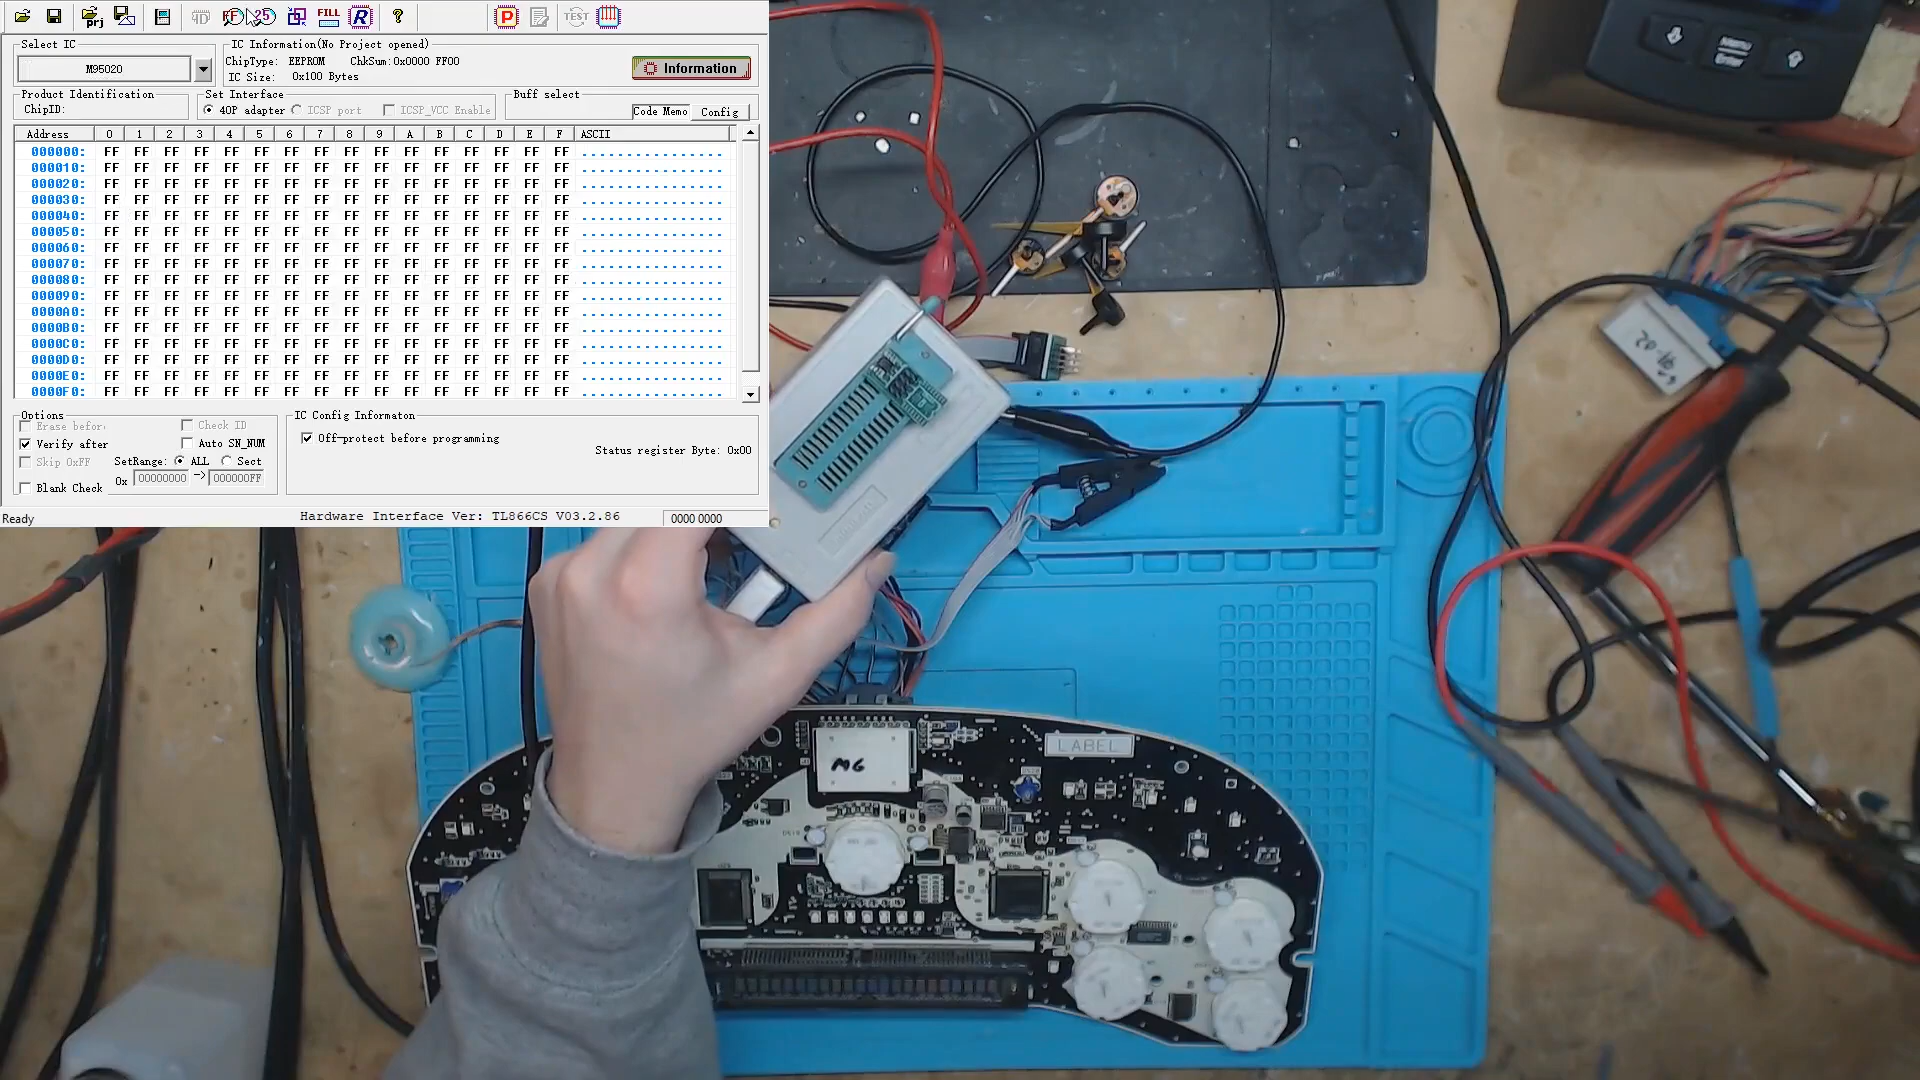 prj FF 25 FILL R ? P TEST
Select IC
M95020
IC Information(No Project opened)
ChipType: EEPROM ChkSum:0x0000 FF00
IC Size: 0x100 Bytes
Information
Product Identification
ChipID:
Set Interface
40P adapter ICSP port ICSP_VCC Enable
Buff select
Code Memo Config
Address 0 1 2 3 4 5 6 7 8 9 A B C D E F ASCII
000000: FF FF FF FF FF FF FF FF FF FF FF FF FF FF FF FF ................
000010: FF FF FF FF FF FF FF FF FF FF FF FF FF FF FF FF ................
000020: FF FF FF FF FF FF FF FF FF FF FF FF FF FF FF FF ................
000030: FF FF FF FF FF FF FF FF FF FF FF FF FF FF FF FF ................
000040: FF FF FF FF FF FF FF FF FF FF FF FF FF FF FF FF ................
000050: FF FF FF FF FF FF FF FF FF FF FF FF FF FF FF FF ................
000060: FF FF FF FF FF FF FF FF FF FF FF FF FF FF FF FF ................
000070: FF FF FF FF FF FF FF FF FF FF FF FF FF FF FF FF ................
000080: FF FF FF FF FF FF FF FF FF FF FF FF FF FF FF FF ................
000090: FF FF FF FF FF FF FF FF FF FF FF FF FF FF FF FF ................
0000A0: FF FF FF FF FF FF FF FF FF FF FF FF FF FF FF FF ................
0000B0: FF FF FF FF FF FF FF FF FF FF FF FF FF FF FF FF ................
0000C0: FF FF FF FF FF FF FF FF FF FF FF FF FF FF FF FF ................
0000D0: FF FF FF FF FF FF FF FF FF FF FF FF FF FF FF FF ................
0000E0: FF FF FF FF FF FF FF FF FF FF FF FF FF FF FF FF ................
0000F0: FF FF FF FF FF FF FF FF FF FF FF FF FF FF FF FF ................
Options
Erase befor
Check ID
Verify after
Auto SN_NUM
Skip 0xFF
SetRange: ALL Sect
0x 00000000 -> 000000FF
Blank Check
IC Config Informaton
Off-protect before programming
Status register Byte: 0x00
Ready
Hardware Interface Ver: TL866CS V03.2.86
0000 0000
Menu
Enter
LABEL
M6